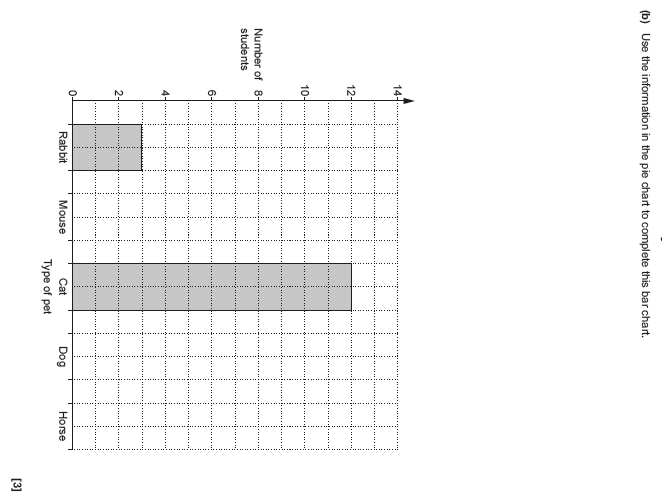 (b) Use the information in the pie chart to complete this bar chart.
14
12
10
8
6
4
2
0
Number of
students
Rabbit Mouse Cat Dog Horse
Type of pet
[3]